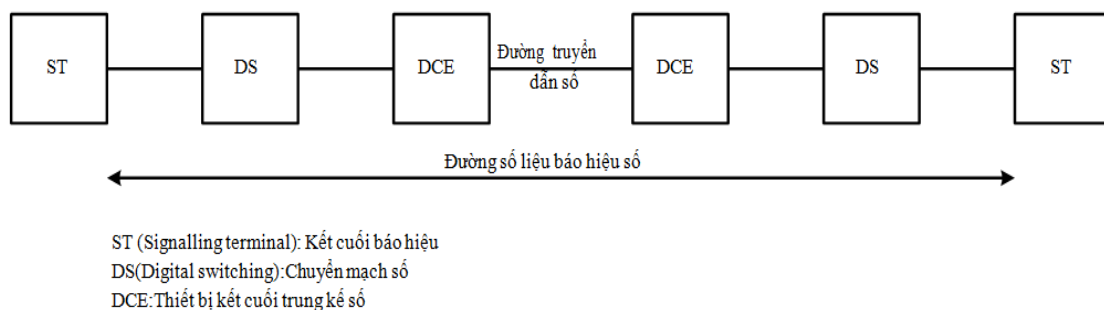 ST
DS
DCE
Đường truyển
dẫn số
DCE
DS
ST
Đường số liệu báo hiệu số
ST (Signalling terminal): Kết cuối báo hiệu
DS(Digital switching):Chuyển mạch số
DCE:Thiết bị kết cuối trung kế số